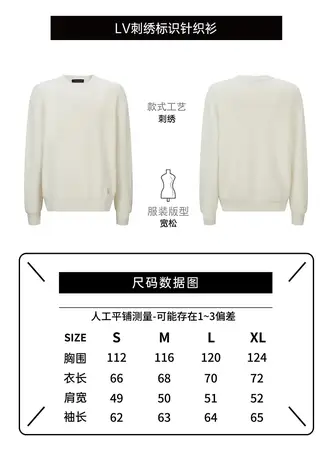 LV刺绣标识针织衫
款式工艺
刺绣
服装版型
宽松
尺码数据图
人工平铺测量-可能存在1~3偏差
SIZE S M L XL
胸围 112 116 120 124
衣长 66 68 70 72
肩宽 49 50 51 52
袖长 62 63 64 65